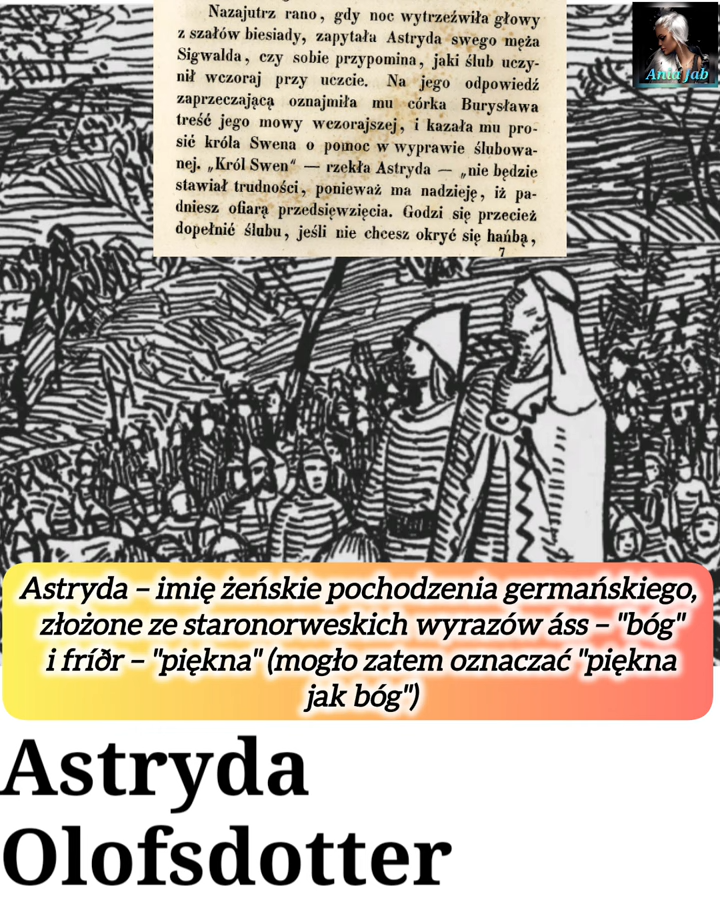 Nazajutrz rano, gdy noc wytrzeźwiła głowy
z szałów biesiady, zapytała Astryda swego męża
Sigwalda, czy sobie przypomina, jaki ślub uczy-
nił wczoraj przy uczcie. Na jego odpowiedź
zaprzeczającą oznajmiła mu córka Burysława
treść jego mowy wczorajszej, i kazała mu pro-
sić króla Swena o pomoc w wyprawie ślubowa-
nej. „Król Swen“ — rzekła Astryda — „nie będzie
stawiał trudności, ponieważ ma nadzieję, iż pa-
dniesz ofiarą przedsięwzięcia. Godzi się przecież
dopełnić ślubu, jeśli nie chcesz okryć się hańbą,
7
Ania jab
Astryda – imię żeńskie pochodzenia germańskiego,
złożone ze staronorweskich wyrazów áss – "bóg"
i fríðr – "piękna" (mogło zatem oznaczać "piękna
jak bóg")
Astryda
Olofsdotter